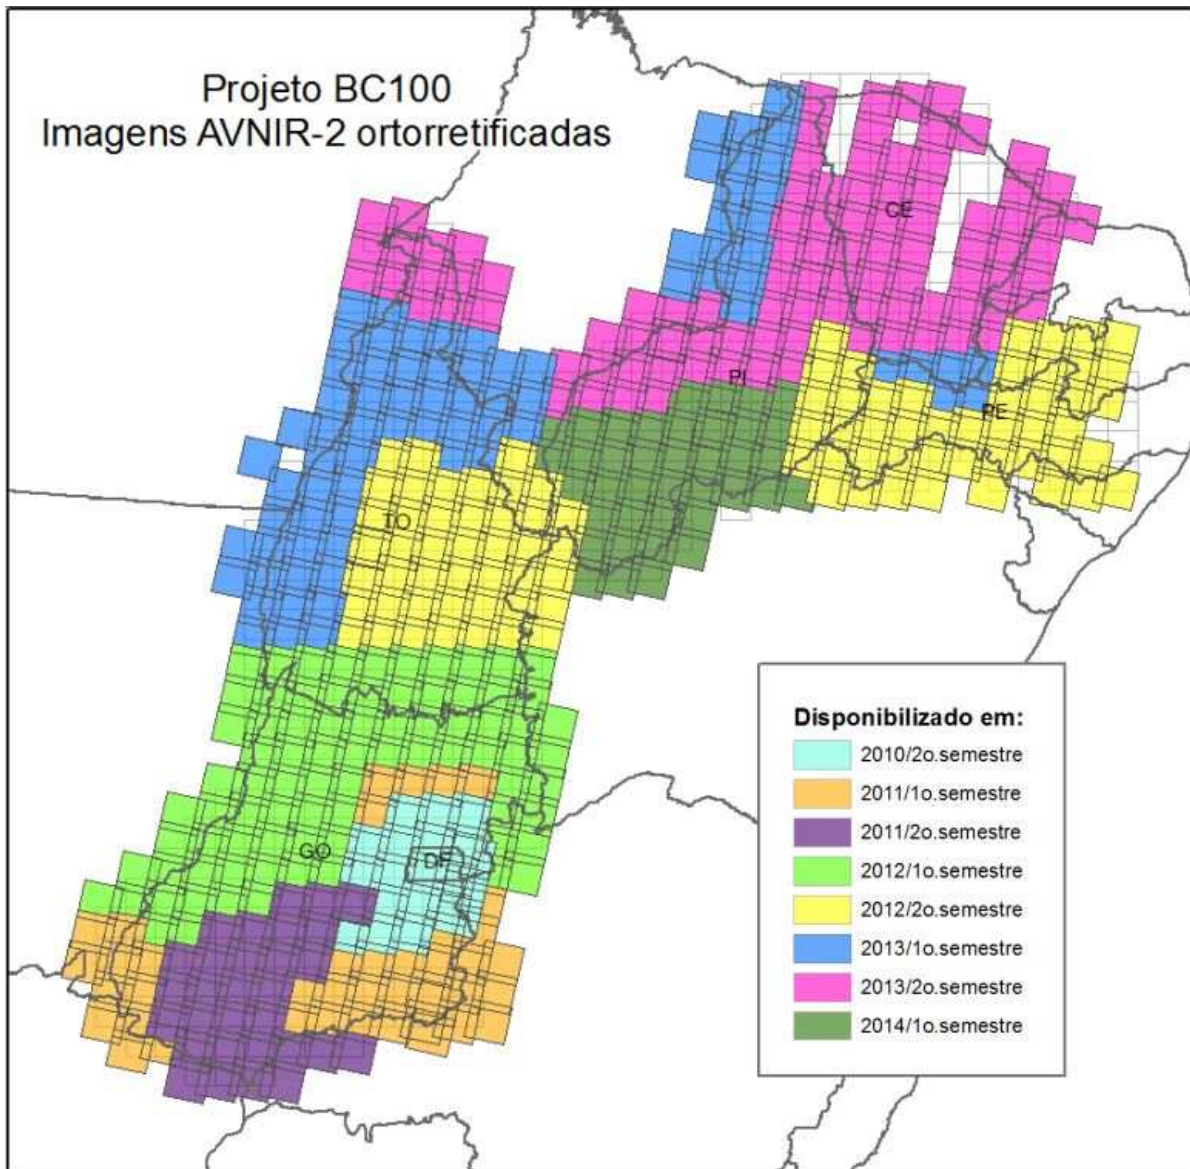 Projeto BC100
Imagens AVNIR-2 ortorretificadas
CE
PI
PE
TO
GO
DF
Disponibilizado em:
2010/2o.semestre
2011/1o.semestre
2011/2o.semestre
2012/1o.semestre
2012/2o.semestre
2013/1o.semestre
2013/2o.semestre
2014/1o.semestre